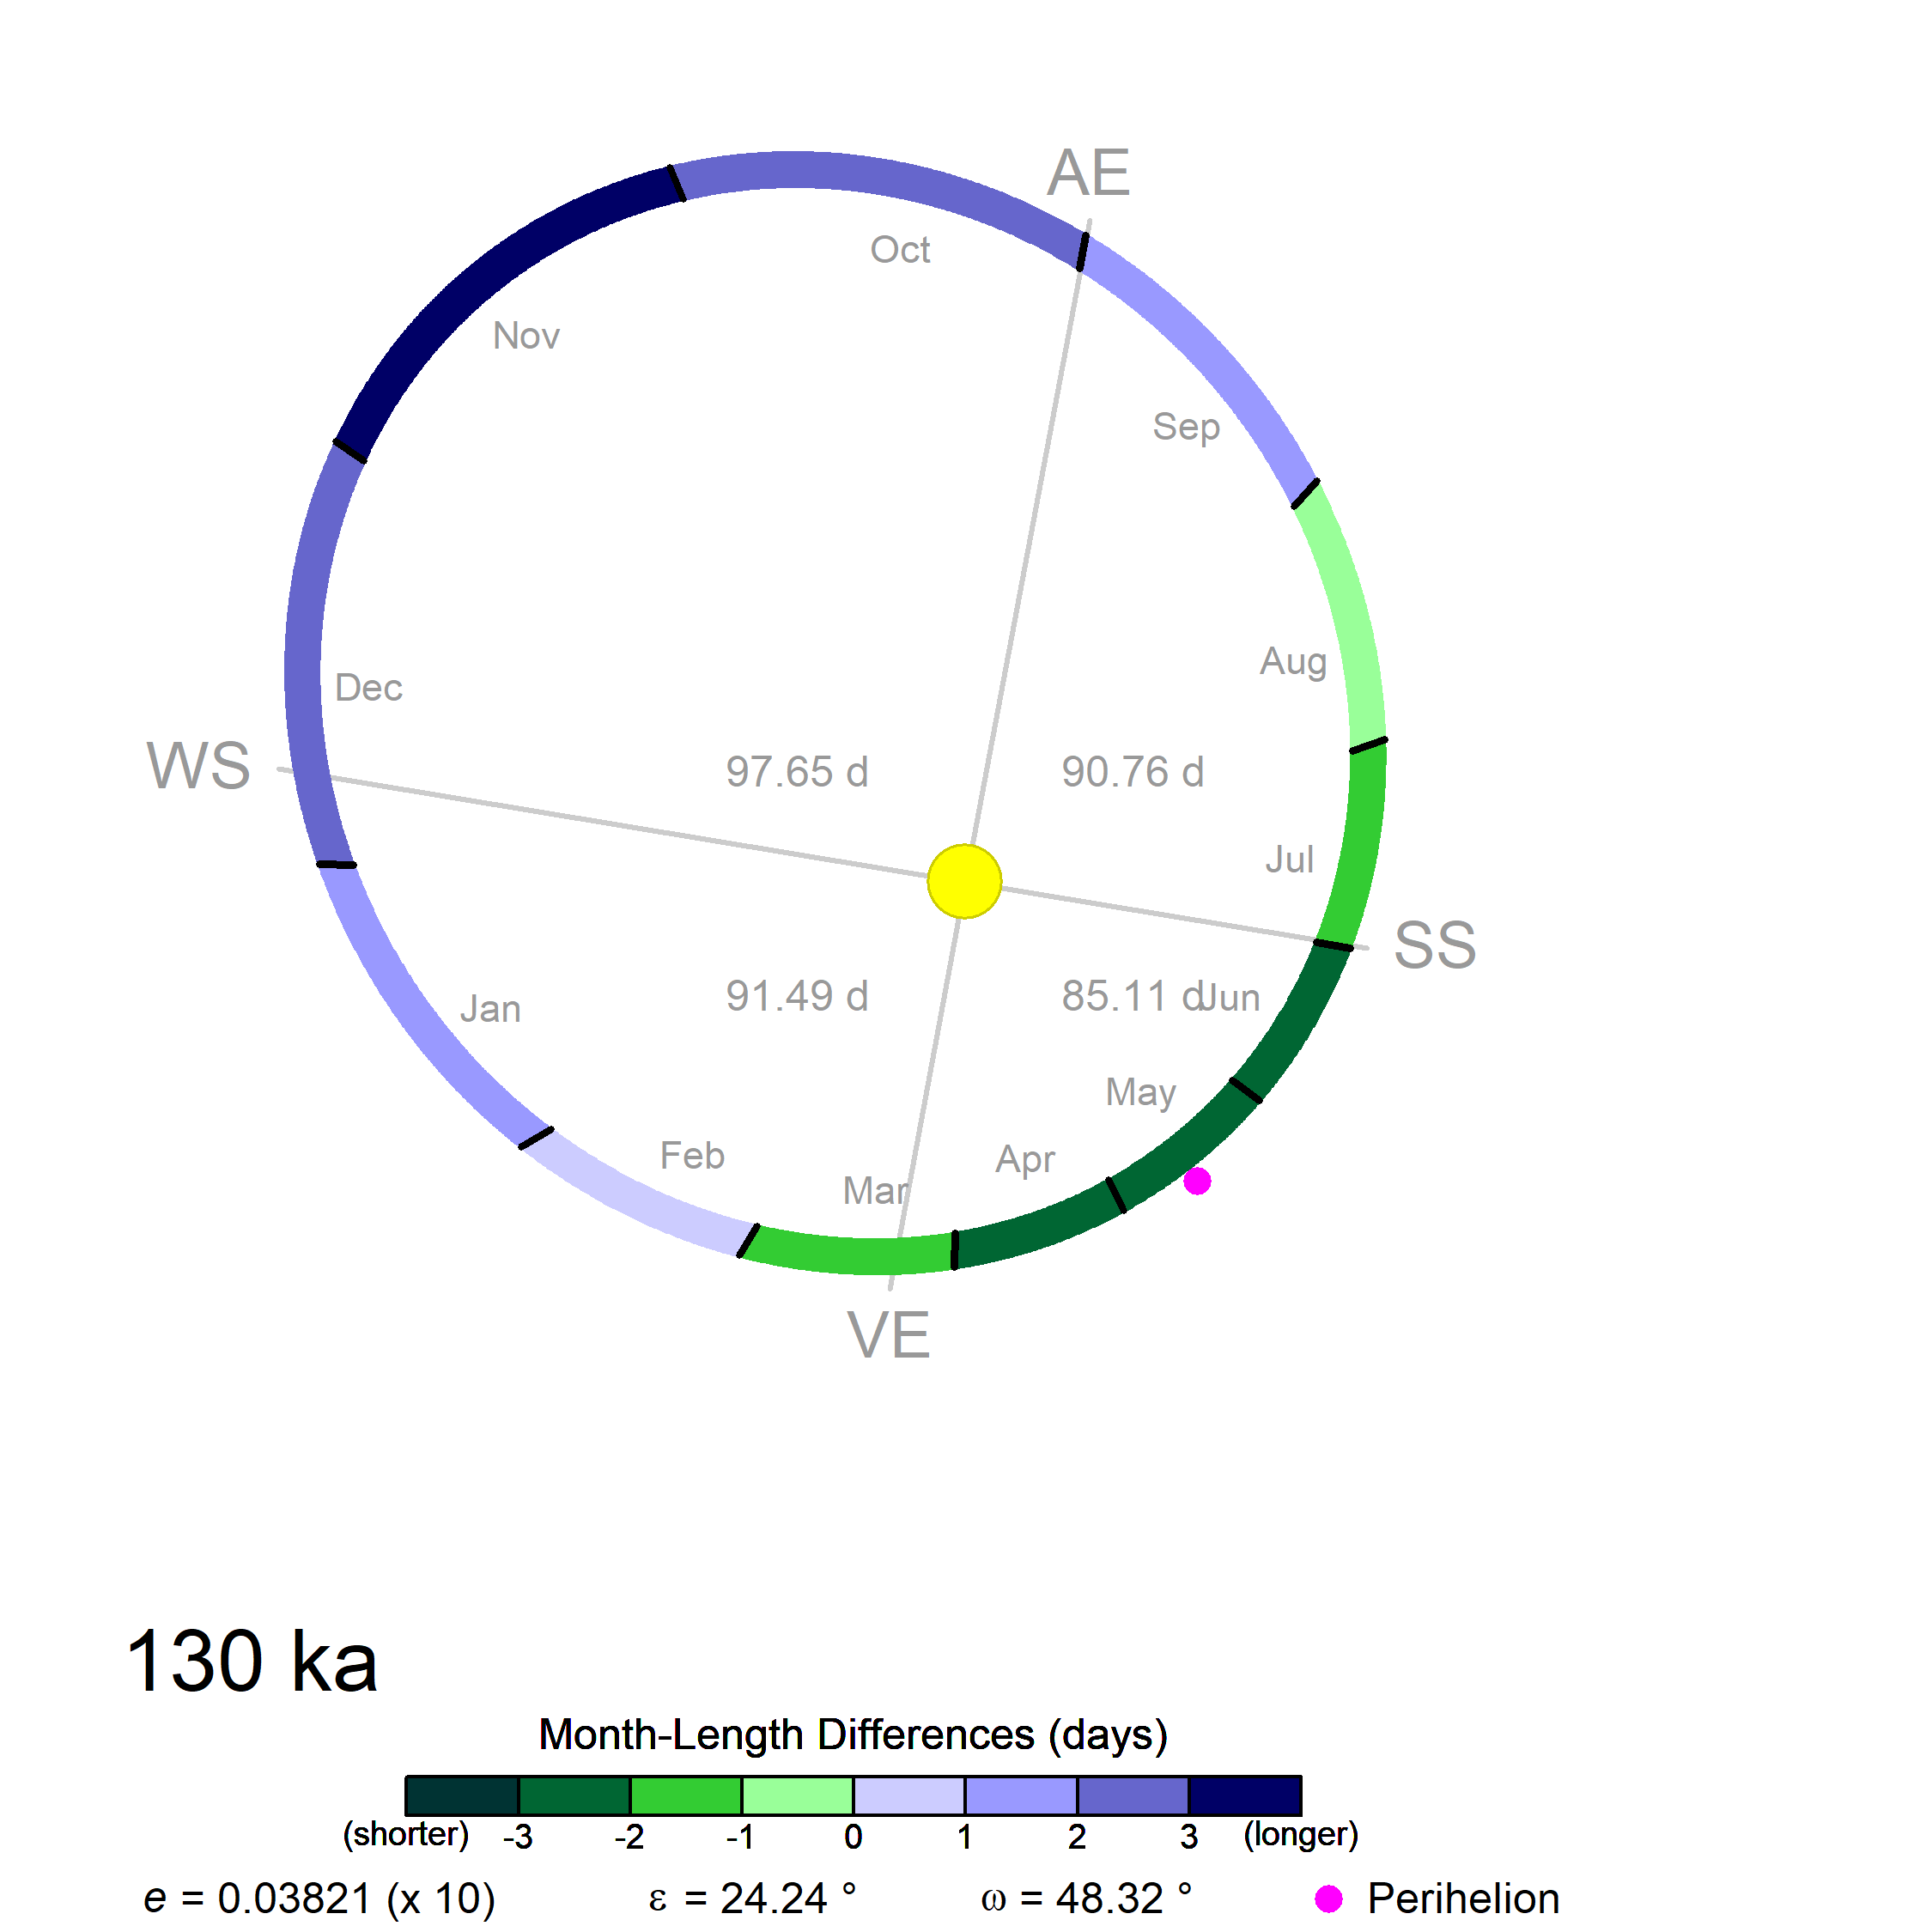 AE
Oct
Nov
Sep
Aug
Dec
WS
97.65 d
90.76 d
Jul
SS
91.49 d
85.11 d
Jun
Jan
May
Feb
Apr
Mar
VE
130 ka
Month-Length Differences (days)
(shorter) -3 -2 -1 0 1 2 3 (longer)
e = 0.03821 (x 10) ε = 24.24 ° ω = 48.32 ° Perihelion